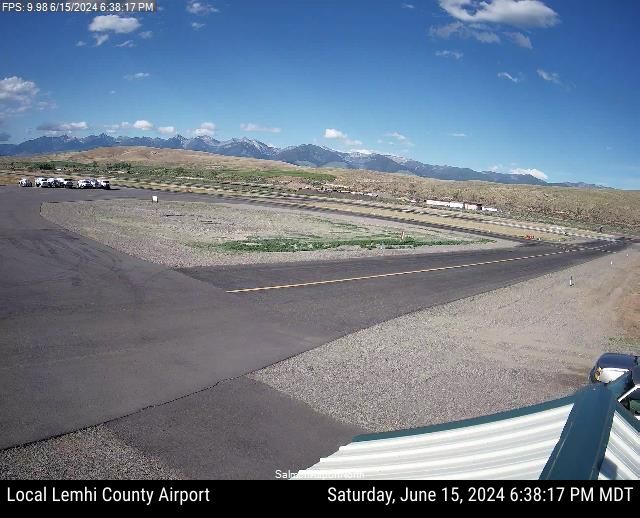 FPS: 9.98 6/15/2024 6:38:17 PM
Local Lemhi County Airport
Saturday, June 15, 2024 6:38:17 PM MDT